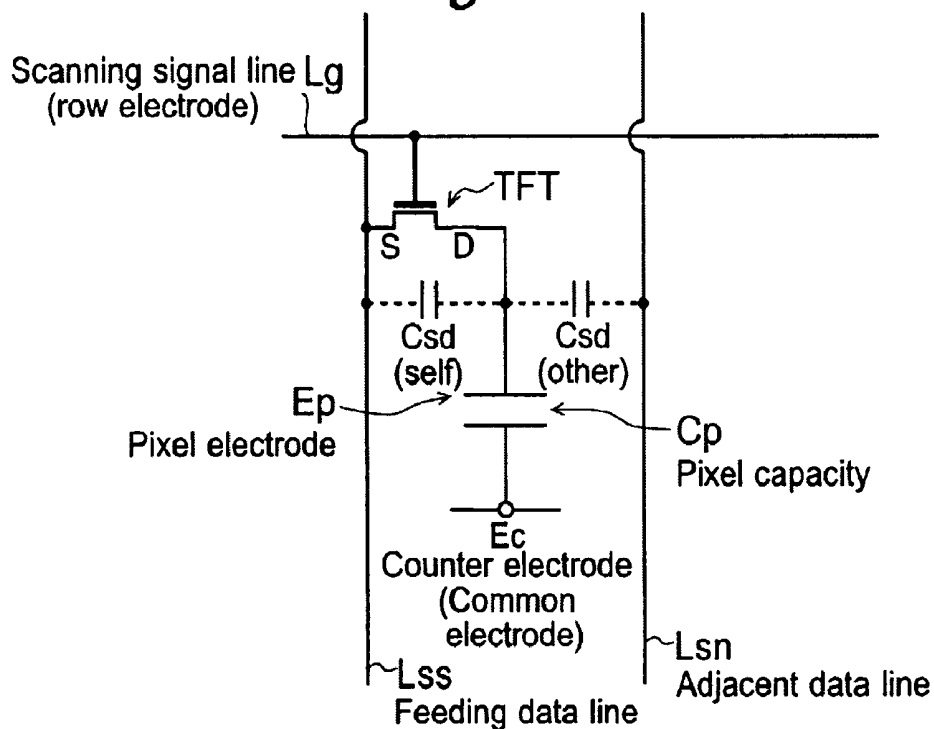 Scanning signal line Lg
(row electrode)
TFT
S
D
Csd
(self)
Csd
(other)
Ep
Pixel electrode
Cp
Pixel capacity
Ec
Counter electrode
(Common
electrode)
Lss
Feeding data line
Lsn
Adjacent data line